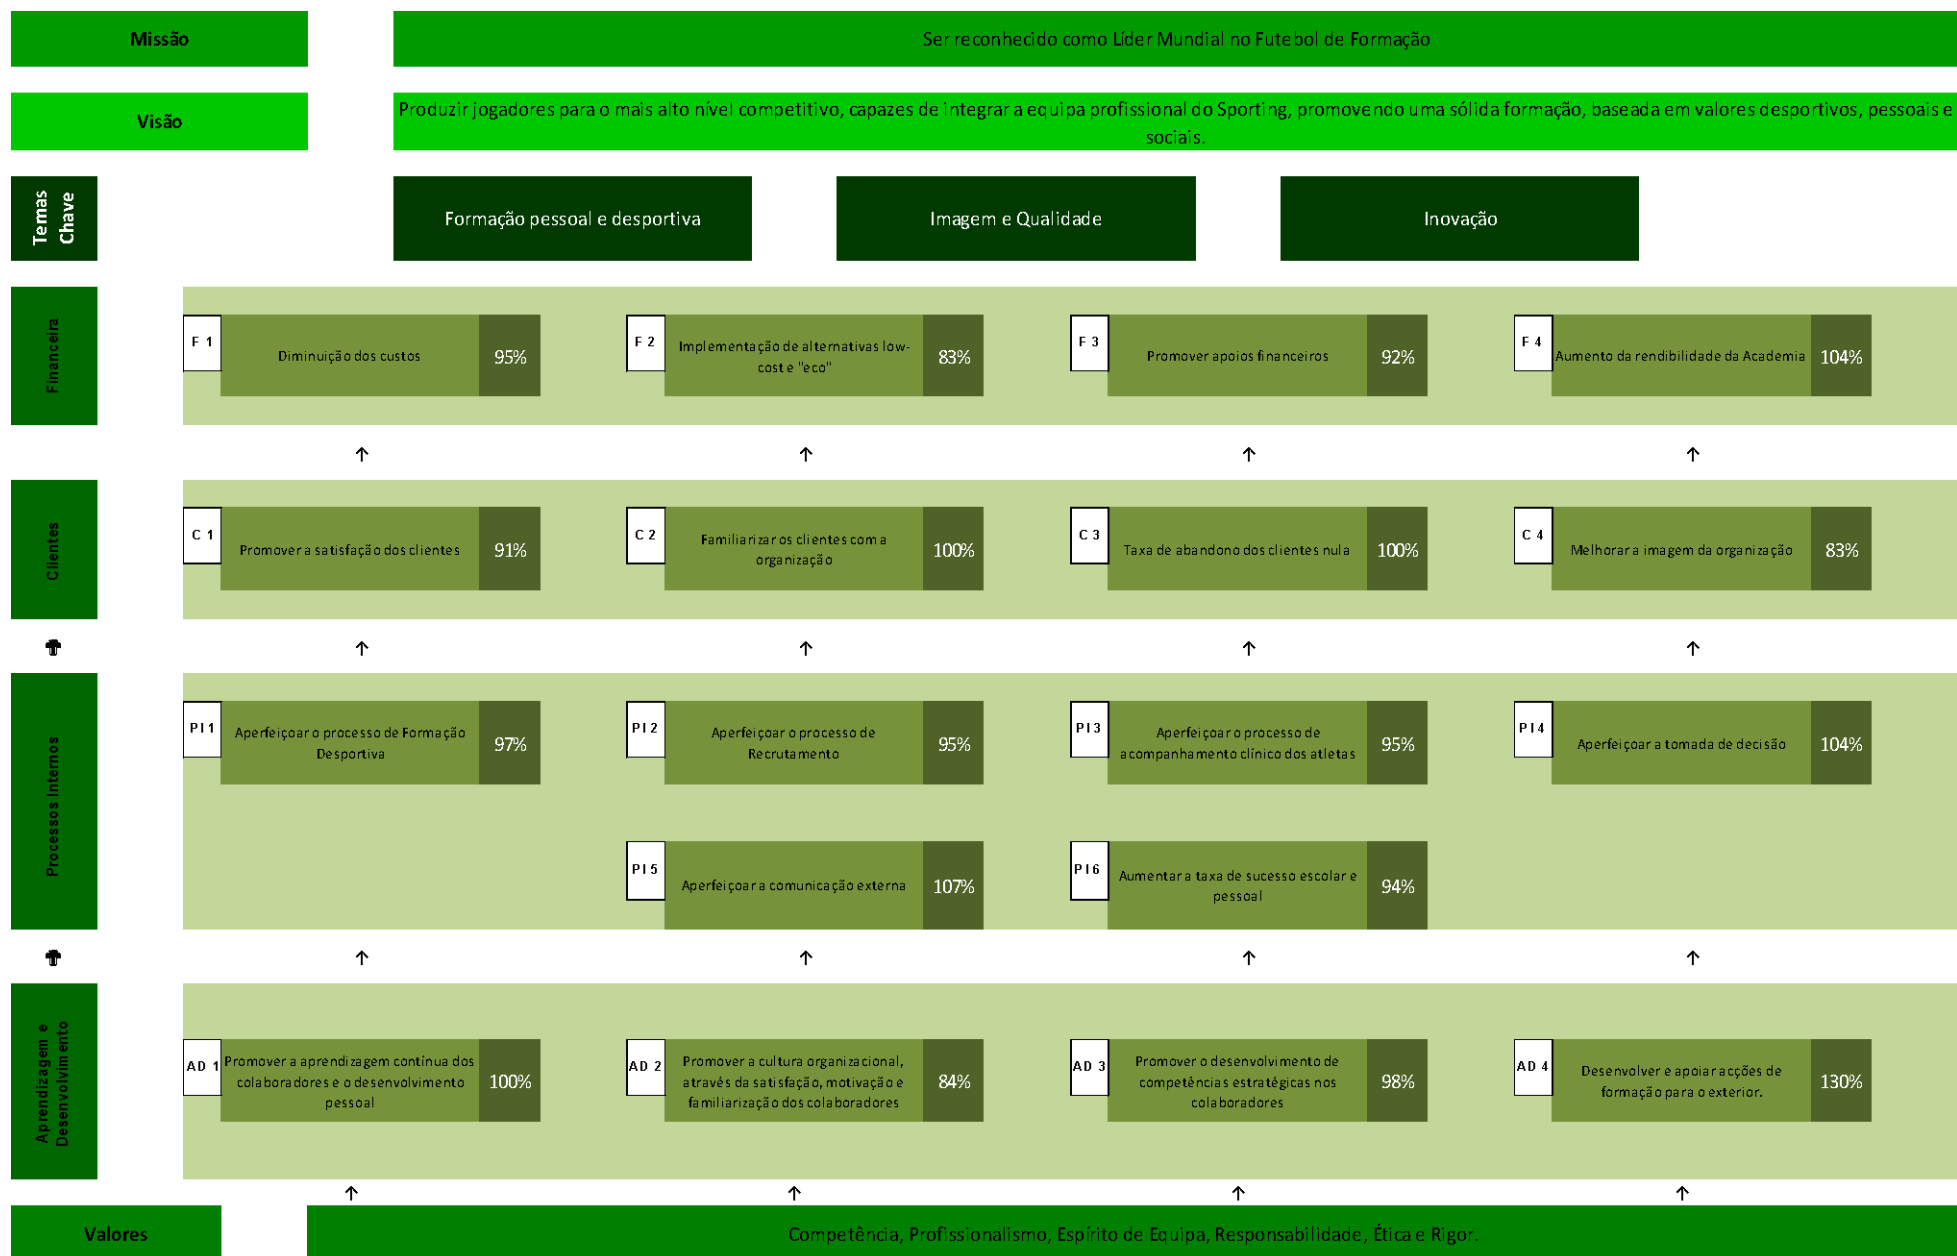 Missão
Ser reconhecido como Líder Mundial no Futebol de Formação
Visão
Produzir jogadores para o mais alto nível competitivo, capazes de integrar a equipa profissional do Sporting, promovendo uma sólida formação, baseada em valores desportivos, pessoais e
sociais.
Temas
Chave
Formação pessoal e desportiva
Imagem e Qualidade
Inovação
Financeira
F 1
Diminuição dos custos
95%
F 2
Implementação de alternativas low-
cost e "eco"
83%
F 3
Promover apoios financeiros
92%
F 4
Aumento da rendibilidade da Academia
104%
Clientes
C 1
Promover a satisfação dos clientes
91%
C 2
Familiarizar os clientes com a
organização
100%
C 3
Taxa de abandono dos clientes nula
100%
C 4
Melhorar a imagem da organização
83%
Processos Internos
PI 1
Aperfeiçoar o processo de Formação
Desportiva
97%
PI 2
Aperfeiçoar o processo de
Recrutamento
95%
PI 3
Aperfeiçoar o processo de
acompanhamento clínico dos atletas
95%
PI 4
Aperfeiçoar a tomada de decisão
104%
PI 5
Aperfeiçoar a comunicação externa
107%
PI 6
Aumentar a taxa de sucesso escolar e
pessoal
94%
Aprendizagem e
Desenvolvimento
AD 1
Promover a aprendizagem contínua dos
colaboradores e o desenvolvimento
pessoal
100%
AD 2
Promover a cultura organizacional,
através da satisfação, motivação e
familiarização dos colaboradores
84%
AD 3
Promover o desenvolvimento de
competências estratégicas nos
colaboradores
98%
AD 4
Desenvolver e apoiar acções de
formação para o exterior.
130%
Valores
Competência, Profissionalismo, Espírito de Equipa, Responsabilidade, Ética e Rigor.